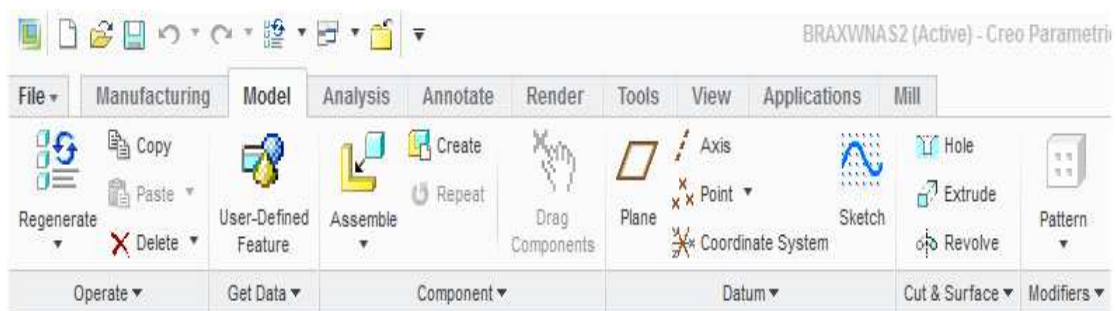 BRAXWNAS2 (Active) - Creo Parametri
File Manufacturing Model Analysis Annotate Render Tools View Applications Mill
Regenerate
Copy
Paste
Delete
User-Defined
Feature
Assemble
Create
Repeat
Drag
Components
Plane
Axis
Point
Coordinate System
Sketch
Hole
Extrude
Revolve
Pattern
Operate Get Data Component Datum Cut & Surface Modifiers